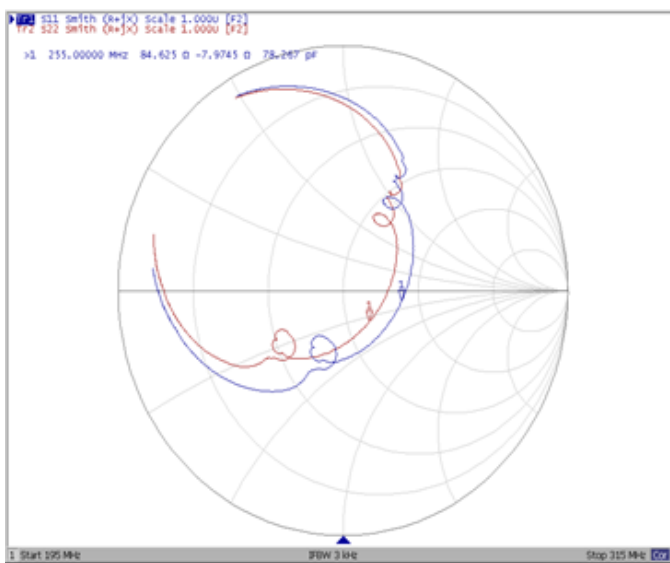 Tr1 S11 Smith (R+jX) Scale 1.000U [F2]
Tr2 S22 Smith (R+jX) Scale 1.000U [F2]
>1 255.00000 MHz 84.625 Ω -7.9745 Ω 78.267 pF
1
1
1 Start 195 MHz IFBW 3 kHz Stop 315 MHz Cor